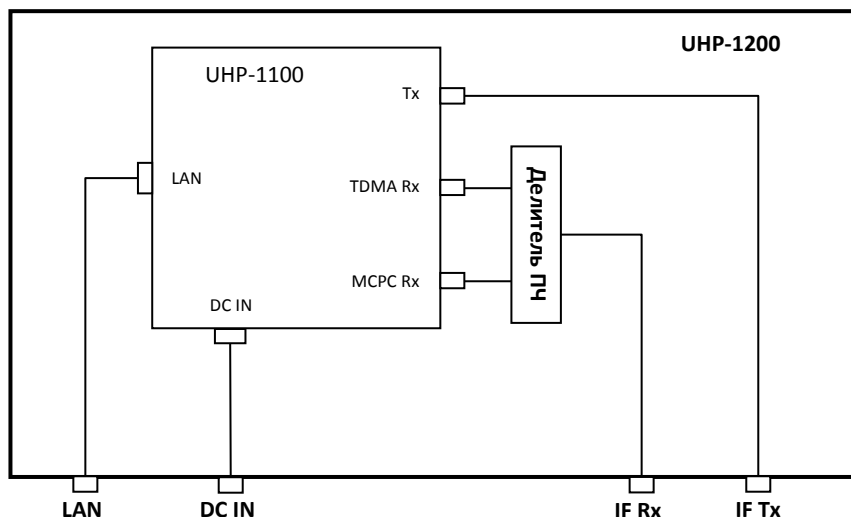 UHP-1200
UHP-1100
Tx
LAN
TDMA Rx
Делитель ПЧ
MCPC Rx
DC IN
LAN
DC IN
IF Rx
IF Tx